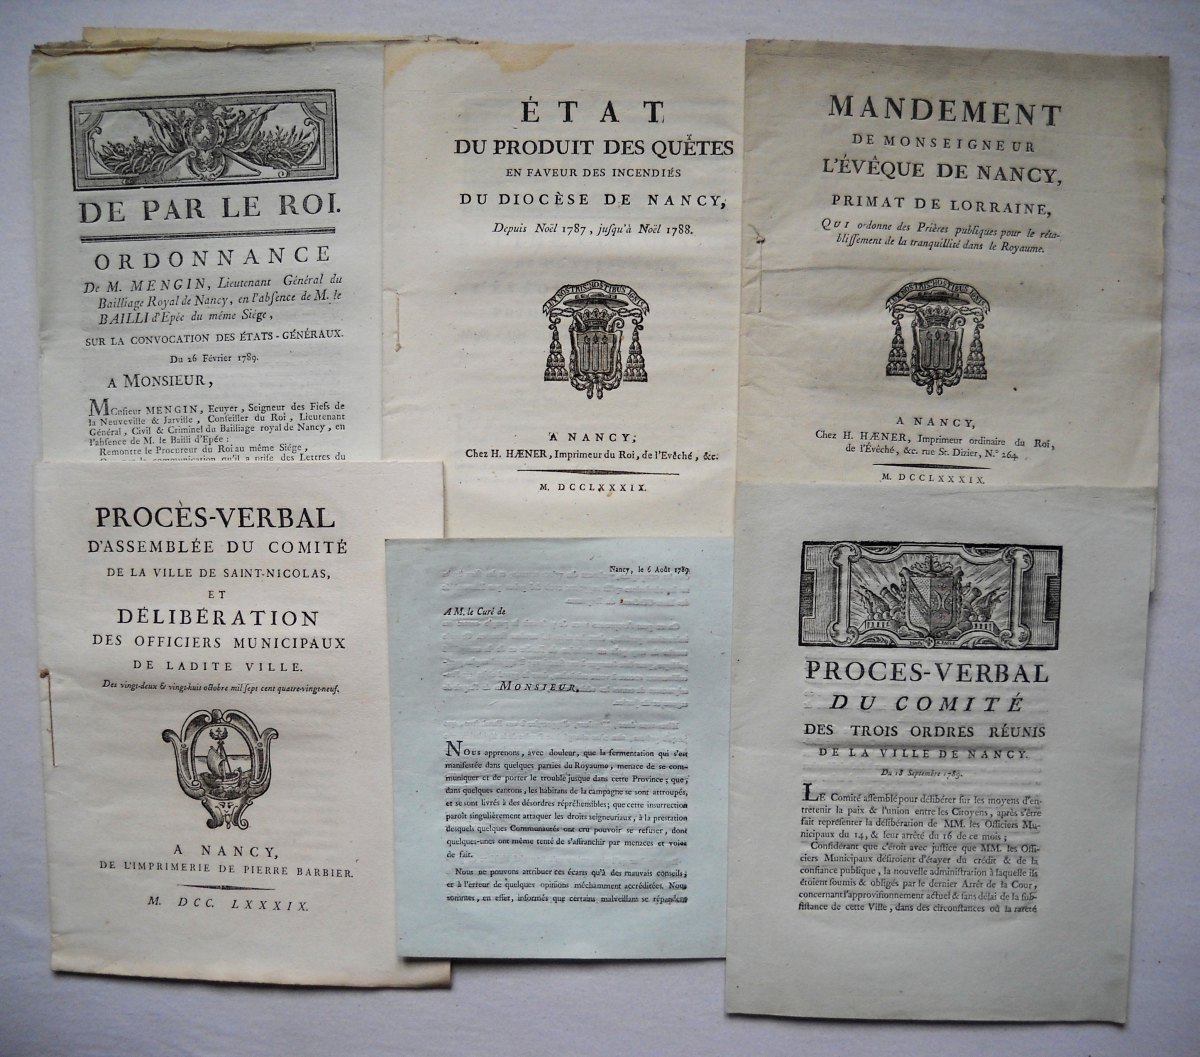 DE PAR LE ROI.
ORDONNANCE
De M. MENGIN, Lieutenant Général du
Bailliage Royal de Nancy, en l'abſence de M. le
BAILLI d'Epée du même Siége,
SUR LA CONVOCATION DES ÉTATS-GÉNÉRAUX.
Du 26 Février 1789.
A MONSIEUR,
MOnſieur MENGIN, Ecuyer, Seigneur des Fiefs de
la Neuveville & Jarville, Conſeiller du Roi, Lieutenant
Général, Civil & Criminel du Bailliage royal de Nancy, en
l'abſence de M. le Bailli d'Epée:
Remontre le Procureur du Roi au même Siége,
communication qu'il a priſe des Lettres du
ÉTAT
DU PRODUIT DES QUÊTES
EN FAVEUR DES INCENDIÉS
DU DIOCÈSE DE NANCY,
Depuis Noël 1787, juſqu'à Noël 1788.
A NANCY,
Chez H. HÆNER, Imprimeur du Roi, de l'Evêché, &c.
M. DCCLXXXIX.
MANDEMENT
DE MONSEIGNEUR
L'ÉVÊQUE DE NANCY,
PRIMAT DE LORRAINE,
QUI ordonne des Prières publiques pour le réta-
bliſſement de la tranquillité dans le Royaume.
A NANCY,
Chez H. HÆNER, Imprimeur ordinaire du Roi,
de l'Evêché, &c. rue St. Dizier, N.° 264.
M. DCCLXXXIX.
PROCÈS-VERBAL
D'ASSEMBLÉE DU COMITÉ
DE LA VILLE DE SAINT-NICOLAS,
ET
DÉLIBÉRATION
DES OFFICIERS MUNICIPAUX
DE LADITE VILLE.
Des vingt-deux & vingt-huit octobre mil ſept cent quatre-vingt-neuf.
A NANCY,
DE L'IMPRIMERIE DE PIERRE BARBIER.
M. DCC. LXXXIX.
Nancy, le 6 Août 1789.
A M. le Curé de
MONSIEUR,
NOUS apprenons, avec douleur, que la fermentation qui s'eſt
manifeſtée dans quelques parties du Royaume, menace de se com-
muniquer et de porter le trouble juſque dans cette Province; que,
dans quelques cantons, les habitans de la campagne se sont attroupés,
et se sont livrés à des désordres répréhensibles; que cette insurrection
paroît singulièrement attaquer les droits seigneuriaux, à la prestation
desquels quelques Communautés ont cru pouvoir se refuser, dont
quelques-unes ont même tenté de s'affranchir par menaces et voies
de fait.
Nous ne pouvons attribuer ces écarts qu'à des mauvais conseils;
et à l'erreur de quelques opinions méchamment accréditées. Nous
sommes, en effet, informés que certains malveillans se répandent
PROCES-VERBAL
DU COMITÉ
DES TROIS ORDRES RÉUNIS
DE LA VILLE DE NANCY.
Du 18 Septembre 1789.
LE Comité aſſemblé pour délibérer ſur les moyens d'en-
tretenir la paix & l'union entre les Citoyens, après s'être
fait repréſenter la délibération de MM. les Officiers Mu-
nicipaux du 14, & leur arrêté du 16 de ce mois;
Conſidérant que c'étoit avec juſtice que MM. les Offi-
ciers Municipaux déſiroient d'étayer du crédit & de la
confiance publique, la nouvelle adminiſtration à laquelle ils
étoient ſoumis & obligés par le dernier Arrêt de la Cour,
concernant l'approviſionnement actuel & ſans délai de la ſub-
ſiſtance de cette Ville, dans des circonſtances où la rareté